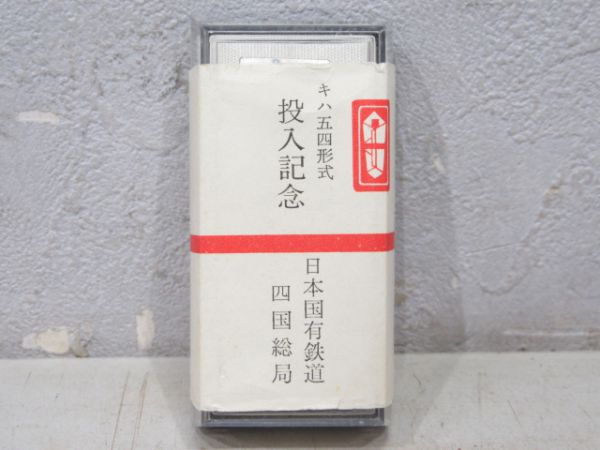 キハ五四形式
投入記念
日本国有鉄道
四国総局